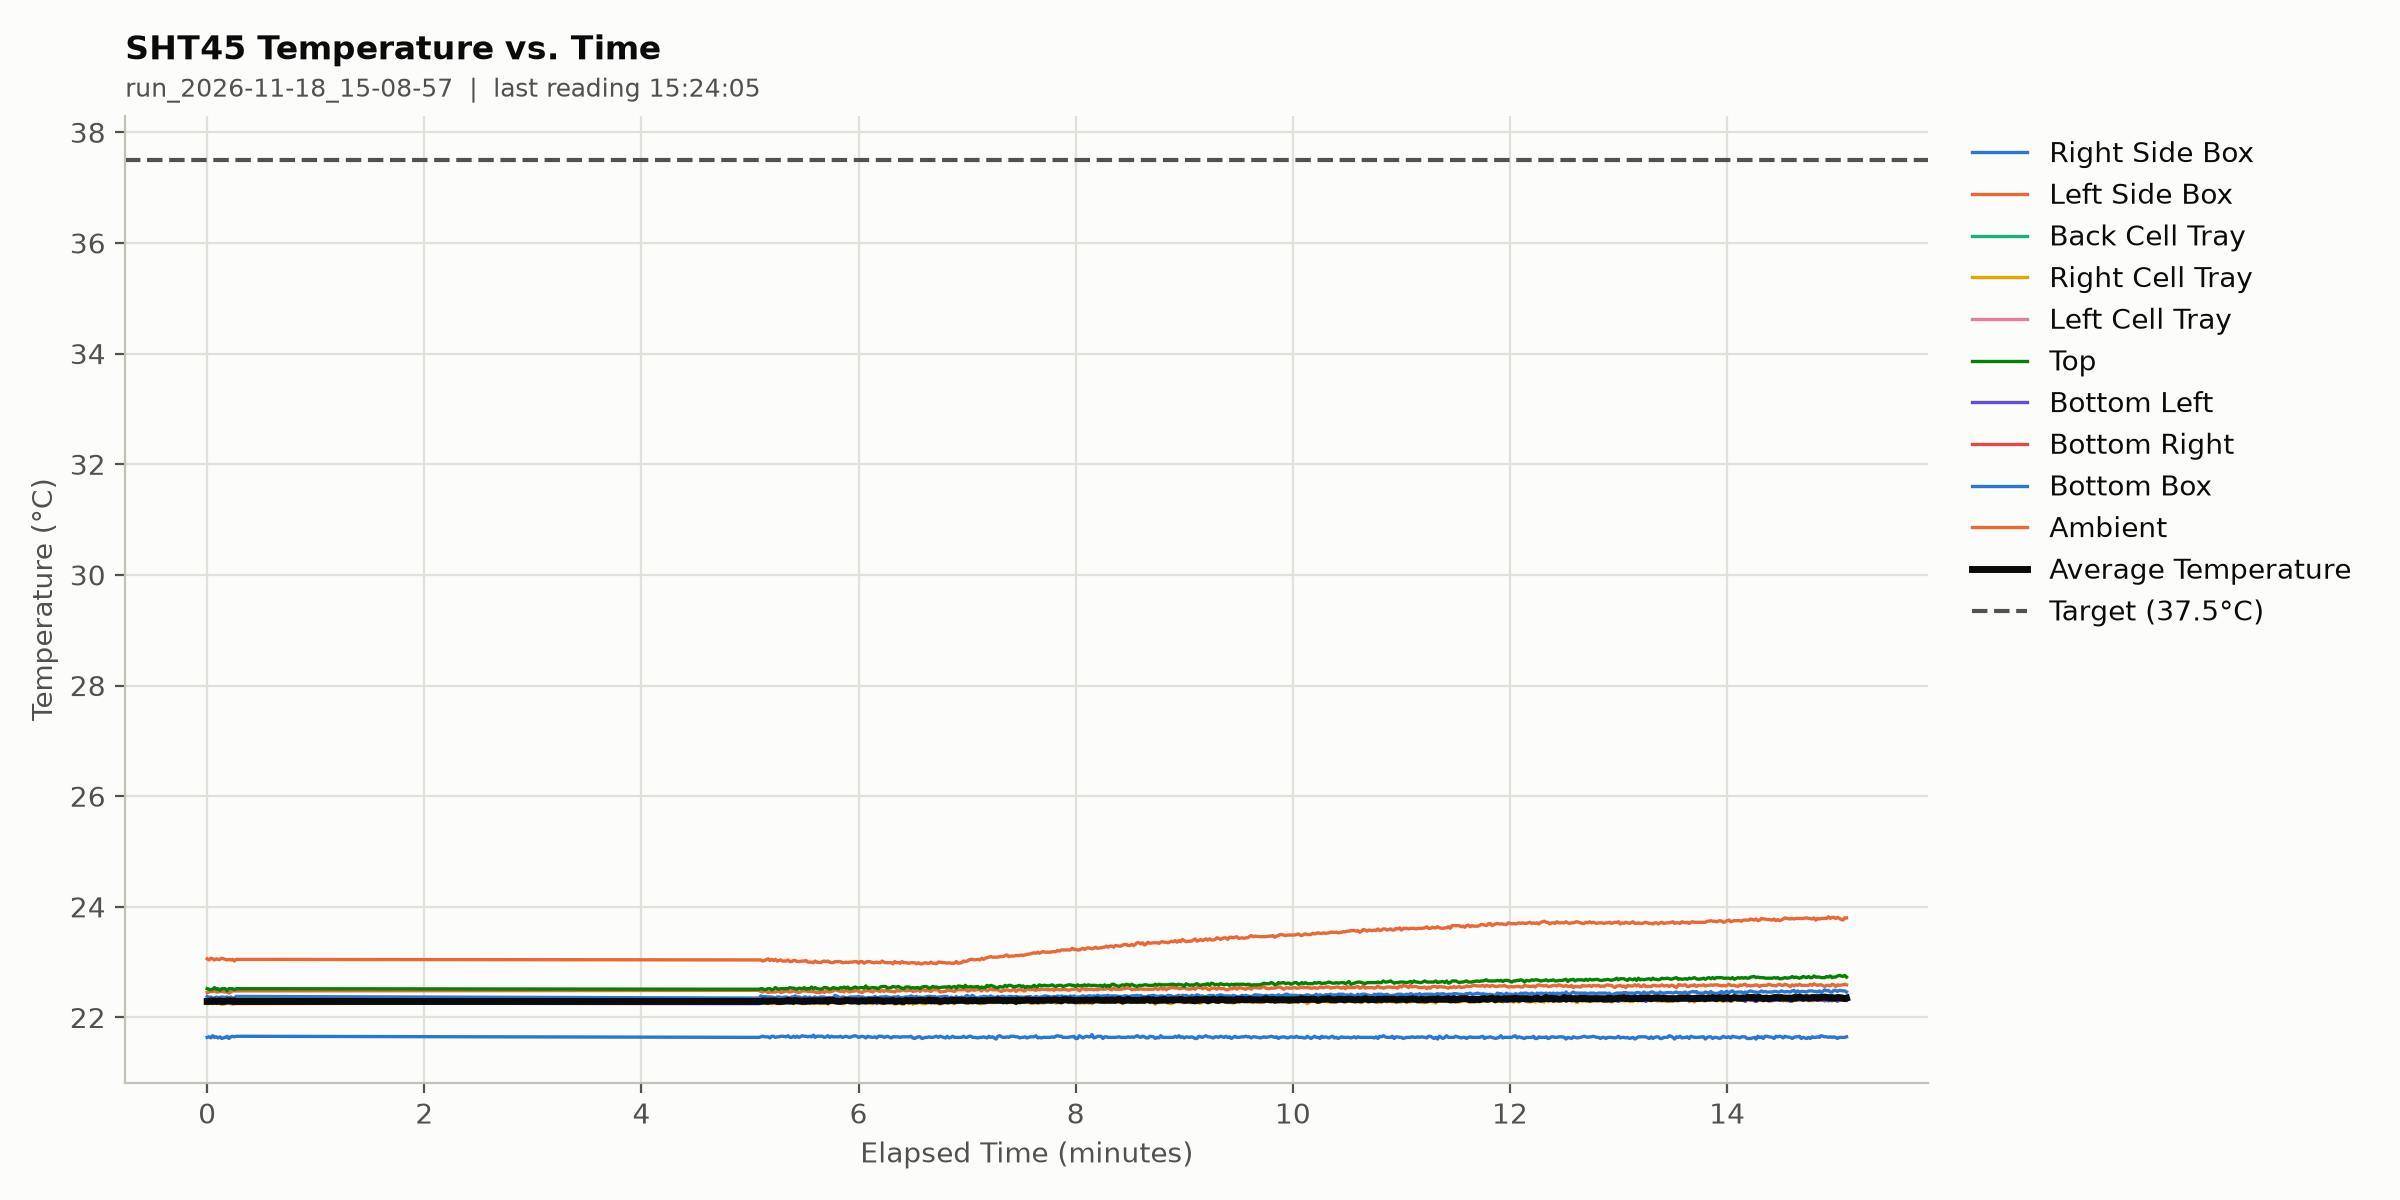 SHT45 Temperature vs. Time
run_2026-11-18_15-08-57  |  last reading 15:24:05
38
36
34
32
30
28
26
24
22
Temperature (°C)
0 2 4 6 8 10 12 14
Elapsed Time (minutes)
Right Side Box
Left Side Box
Back Cell Tray
Right Cell Tray
Left Cell Tray
Top
Bottom Left
Bottom Right
Bottom Box
Ambient
Average Temperature
Target (37.5°C)